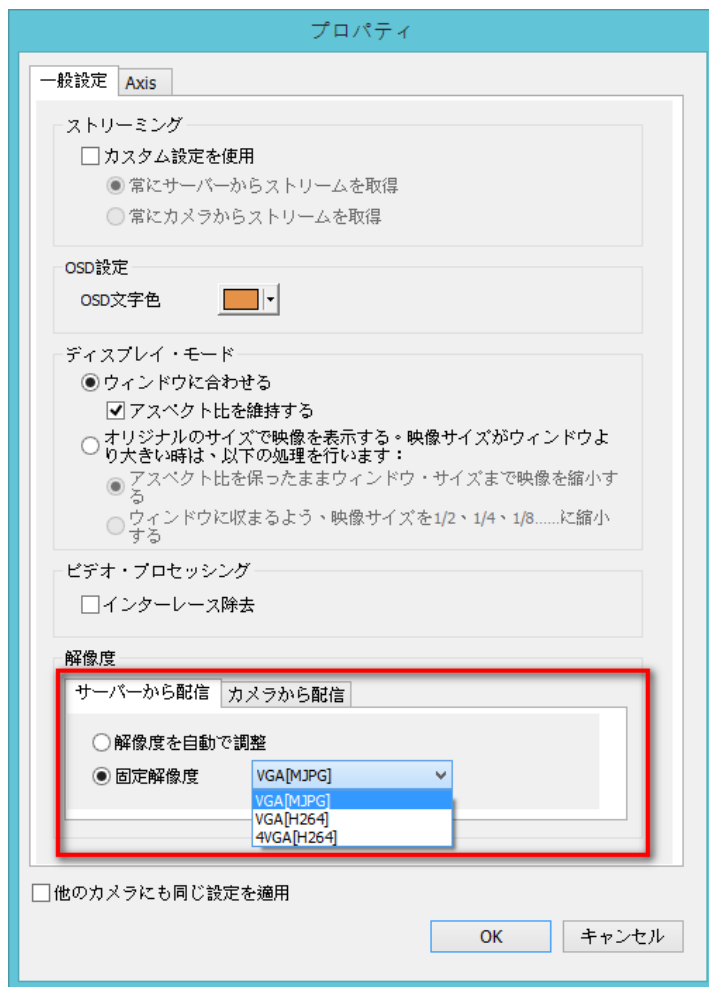 プロパティ
一般設定 Axis
ストリーミング
カスタム設定を使用
常にサーバーからストリームを取得
常にカメラからストリームを取得
OSD設定
OSD文字色
ディスプレイ・モード
ウィンドウに合わせる
アスペクト比を維持する
オリジナルのサイズで映像を表示する。映像サイズがウィンドウよ
り大きい時は、以下の処理を行います：
アスペクト比を保ったままウィンドウ・サイズまで映像を縮小す
る
ウィンドウに収まるよう、映像サイズを1/2、1/4、1/8......に縮小
する
ビデオ・プロセッシング
インターレース除去
解像度
サーバーから配信 カメラから配信
解像度を自動で調整
固定解像度 VGA[MJPG]
VGA[MJPG]
VGA[H264]
4VGA[H264]
他のカメラにも同じ設定を適用
OK キャンセル